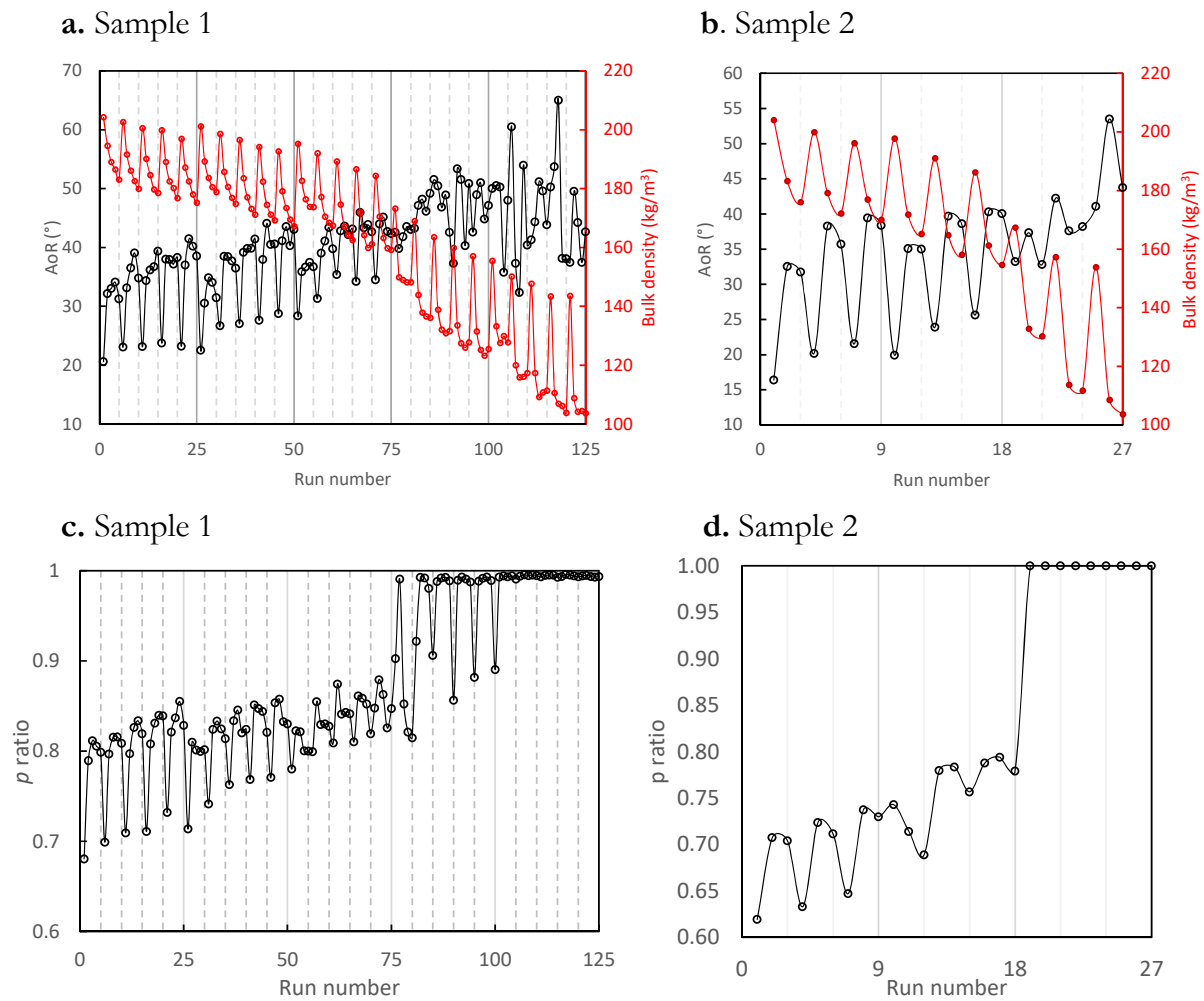 a. Sample 1
b. Sample 2
70
60
50
40
30
20
10
AoR (°)
220
200
180
160
140
120
100
Bulk density (kg/m³)
0 25 50 75 100 125
Run number
60
55
50
45
40
35
30
25
20
15
10
AoR (°)
220
200
180
160
140
120
100
Bulk density (kg/m³)
0 9 18 27
Run number
c. Sample 1
d. Sample 2
1
0.9
0.8
0.7
0.6
p ratio
0 25 50 75 100 125
Run number
1.00
0.95
0.90
0.85
0.80
0.75
0.70
0.65
0.60
p ratio
0 9 18 27
Run number